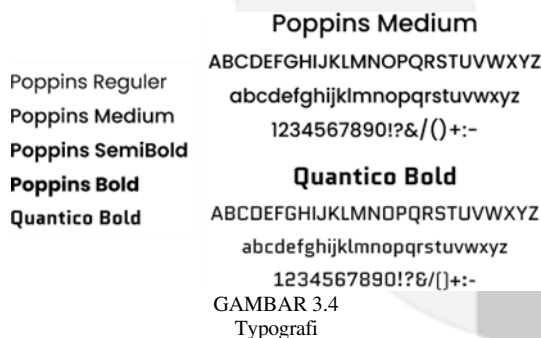 Poppins Reguler
Poppins Medium
Poppins SemiBold
Poppins Bold
Quantico Bold
Poppins Medium
ABCDEFGHIJKLMNOPQRSTUVWXYZ
abcdefghijklmnopqrstuvwxyz
1234567890!?&/()+:-
Quantico Bold
ABCDEFGHIJKLMNOPQRSTUVWXYZ
abcdefghijklmnopqrstuvwxyz
1234567890!?&/()+:-
GAMBAR 3.4
Typografi